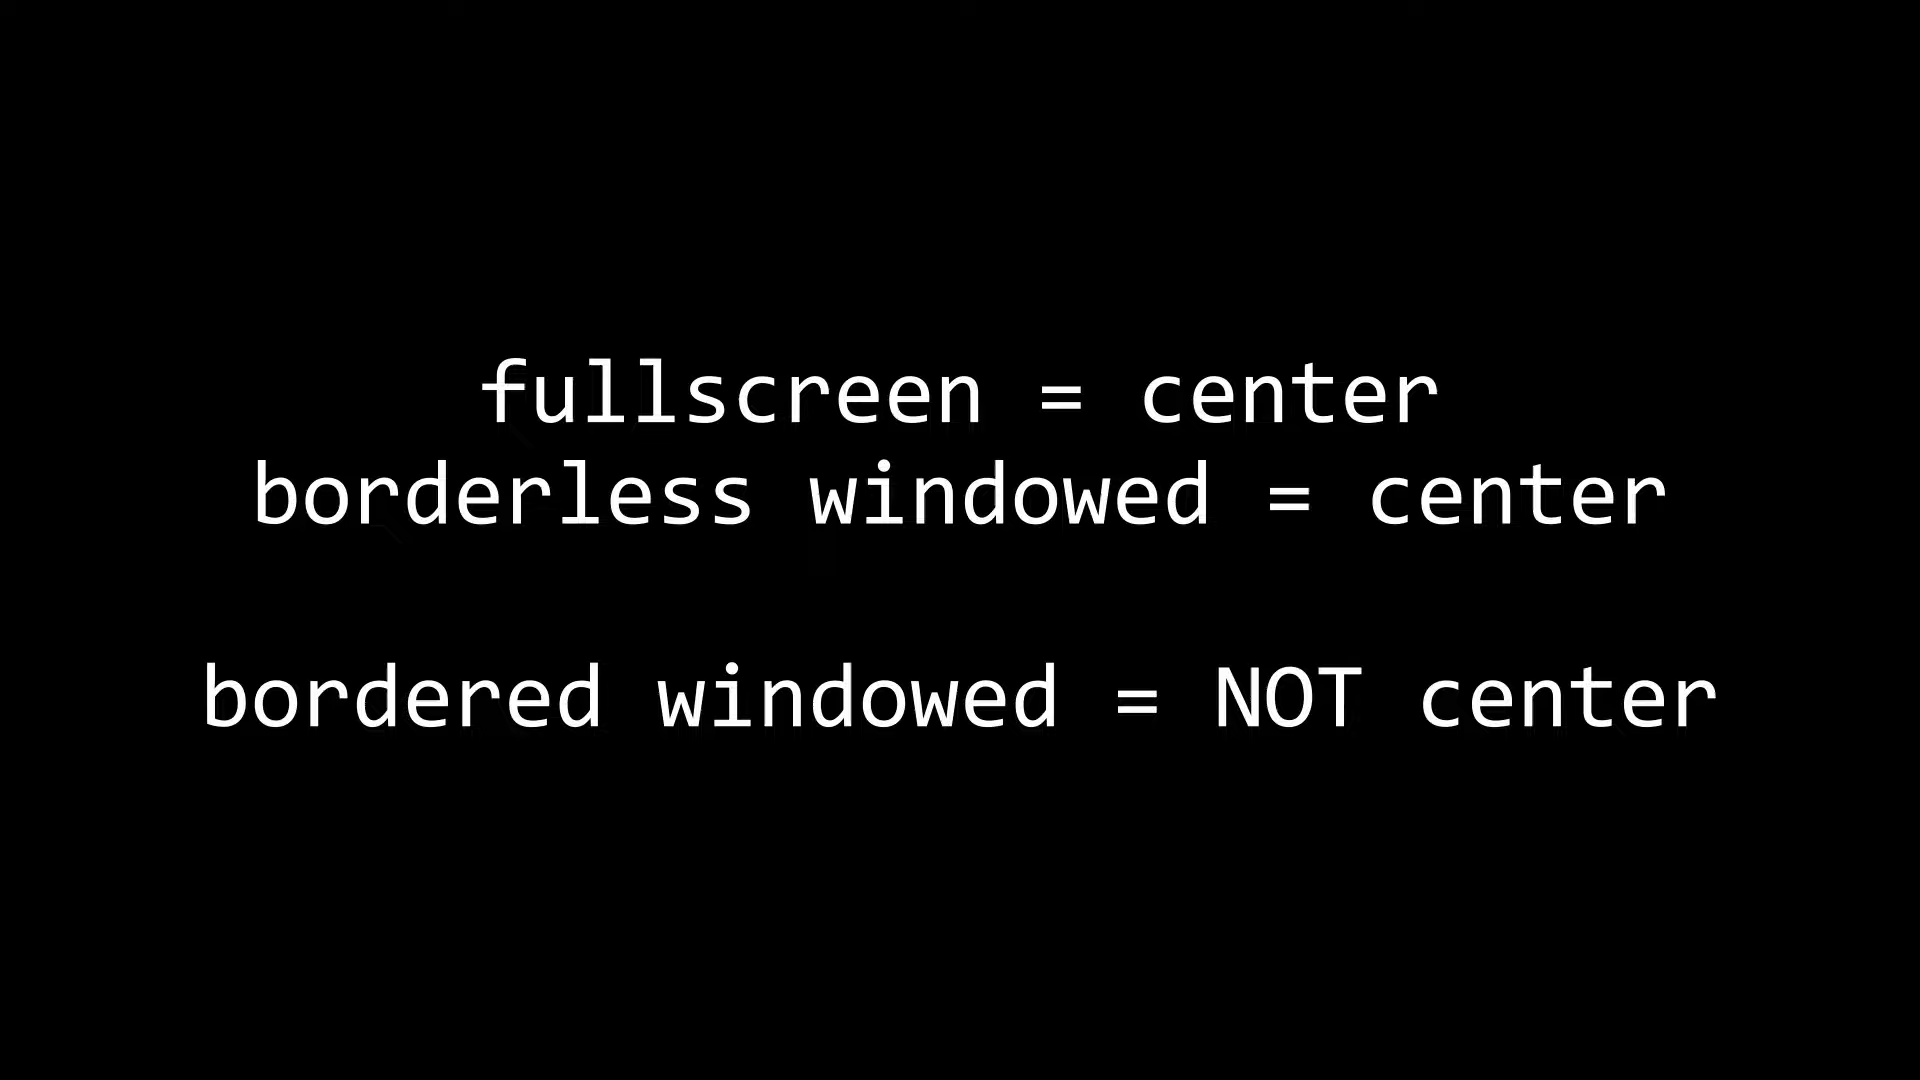 fullscreen = center
borderless windowed = center
bordered windowed = NOT center